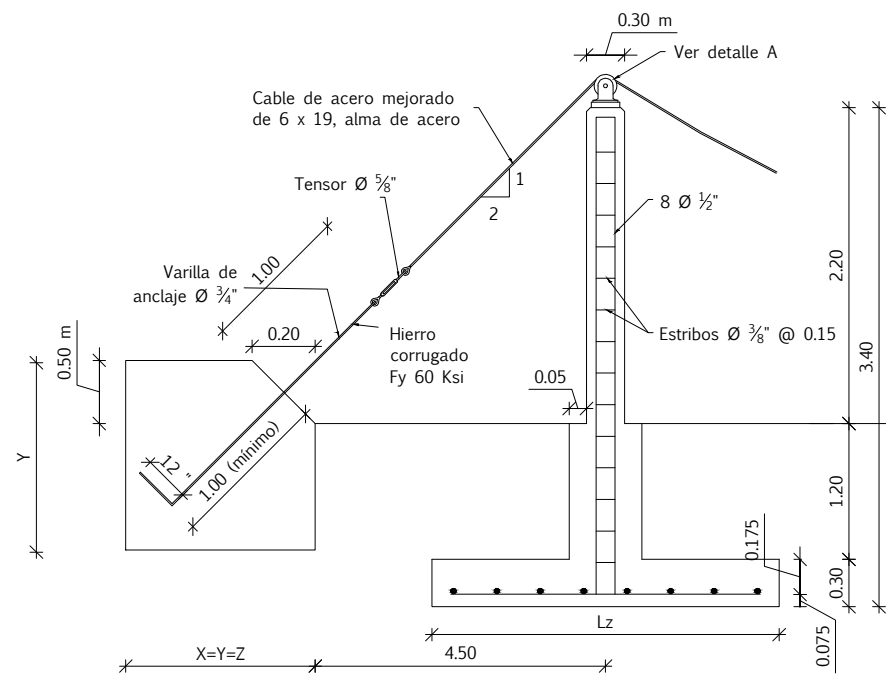 0.30 m
Ver detalle A
Cable de acero mejorado
de 6 x 19, alma de acero
1
2
Tensor Ø ⅝"
8 Ø ½"
1.00
Varilla de
anclaje Ø ¾"
2.20
0.20
Hierro
corrugado
Fy 60 Ksi
Estribos Ø ⅜" @ 0.15
3.40
0.50 m
0.05
Y
12 "
1.00 (mínimo)
1.20
0.175
0.30
Lz
0.075
X=Y=Z
4.50